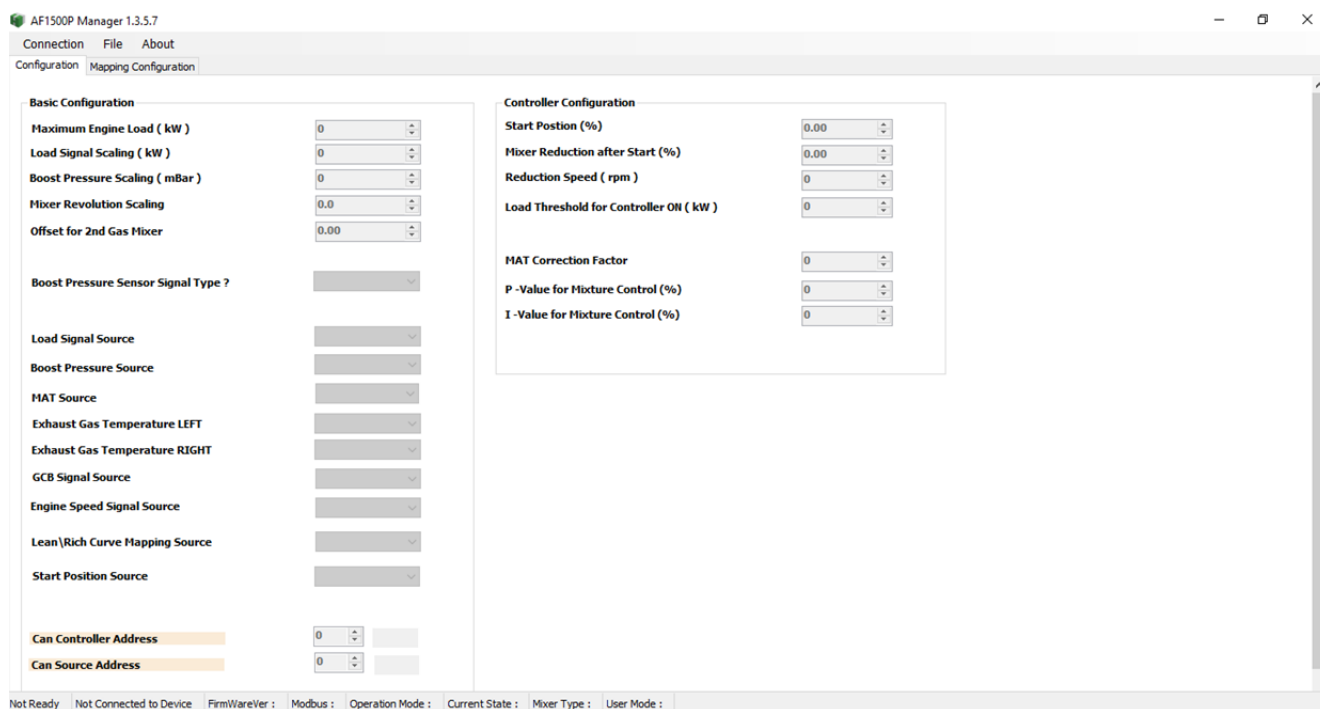 AF1500P Manager 1.3.5.7
Connection File About
Configuration Mapping Configuration
Basic Configuration
Maximum Engine Load ( kW ) 0
Load Signal Scaling ( kW ) 0
Boost Pressure Scaling ( mBar ) 0
Mixer Revolution Scaling 0.0
Offset for 2nd Gas Mixer 0.00
Boost Pressure Sensor Signal Type ?
Load Signal Source
Boost Pressure Source
MAT Source
Exhaust Gas Temperature LEFT
Exhaust Gas Temperature RIGHT
GCB Signal Source
Engine Speed Signal Source
Lean\Rich Curve Mapping Source
Start Position Source
Can Controller Address 0
Can Source Address 0
Controller Configuration
Start Postion (%) 0.00
Mixer Reduction after Start (%) 0.00
Reduction Speed ( rpm ) 0
Load Threshold for Controller ON ( kW ) 0
MAT Correction Factor 0
P -Value for Mixture Control (%) 0
I -Value for Mixture Control (%) 0
Not Ready Not Connected to Device FirmWareVer : Modbus : Operation Mode : Current State : Mixer Type : User Mode :